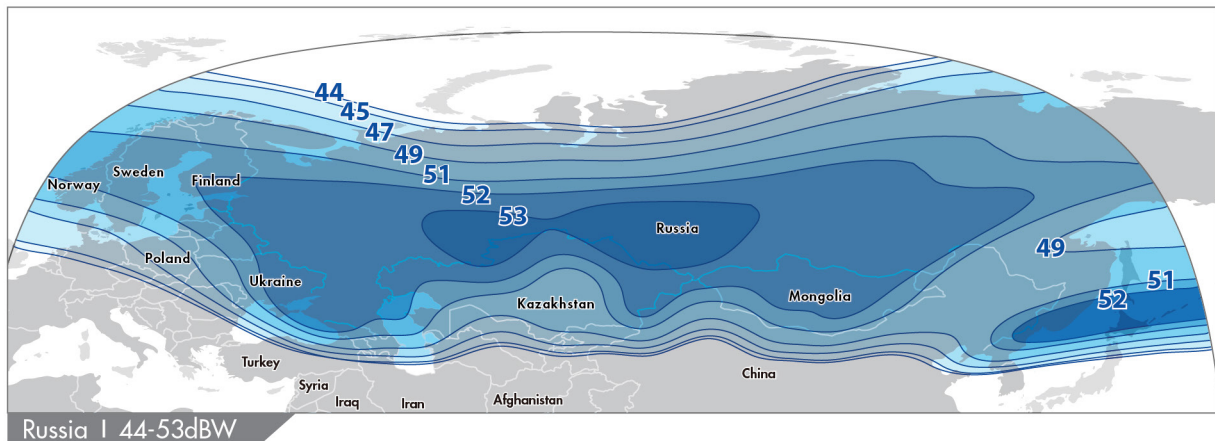 44
45
47
49
51
52
53
Norway
Sweden
Finland
Russia
Poland
Ukraine
Kazakhstan
Mongolia
49
51
52
Turkey
Syria
Iraq
Iran
Afghanistan
China
Russia I 44-53dBW